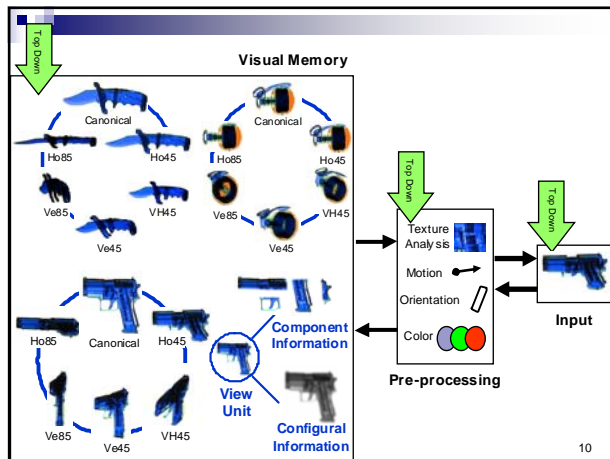 Top Down
Visual Memory
Canonical
Ho85
Ho45
Ve85
VH45
Ve45
Canonical
Ho85
Ho45
Ve85
VH45
Ve45
Canonical
Ho85
Ho45
Ve85
Ve45
VH45
Component
Information
View
Unit
Configural
Information
Top Down
Texture
Analysis
Motion
Orientation
Color
Pre-processing
Top Down
Input
10